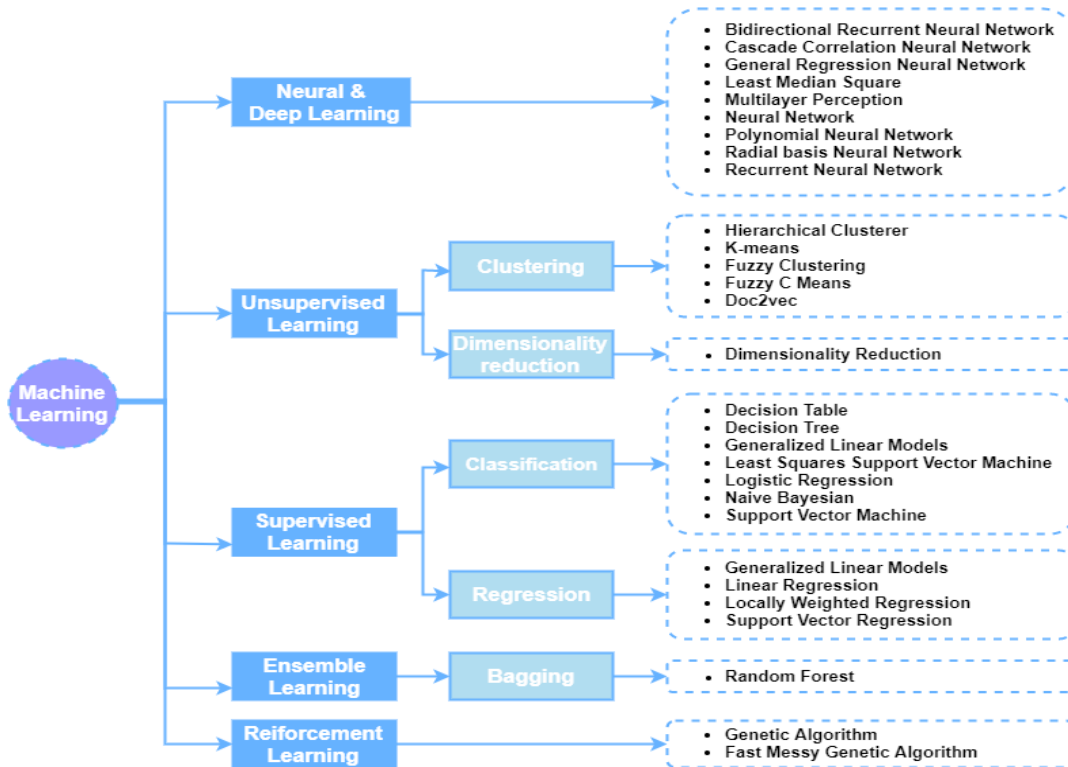 Machine
Learning
Neural &
Deep Learning
• Bidirectional Recurrent Neural Network
• Cascade Correlation Neural Network
• General Regression Neural Network
• Least Median Square
• Multilayer Perception
• Neural Network
• Polynomial Neural Network
• Radial basis Neural Network
• Recurrent Neural Network
Unsupervised
Learning
Clustering
• Hierarchical Clusterer
• K-means
• Fuzzy Clustering
• Fuzzy C Means
• Doc2vec
Dimensionality
reduction
• Dimensionality Reduction
Supervised
Learning
Classification
• Decision Table
• Decision Tree
• Generalized Linear Models
• Least Squares Support Vector Machine
• Logistic Regression
• Naive Bayesian
• Support Vector Machine
Regression
• Generalized Linear Models
• Linear Regression
• Locally Weighted Regression
• Support Vector Regression
Ensemble
Learning
Bagging
• Random Forest
Reiforcement
Learning
• Genetic Algorithm
• Fast Messy Genetic Algorithm